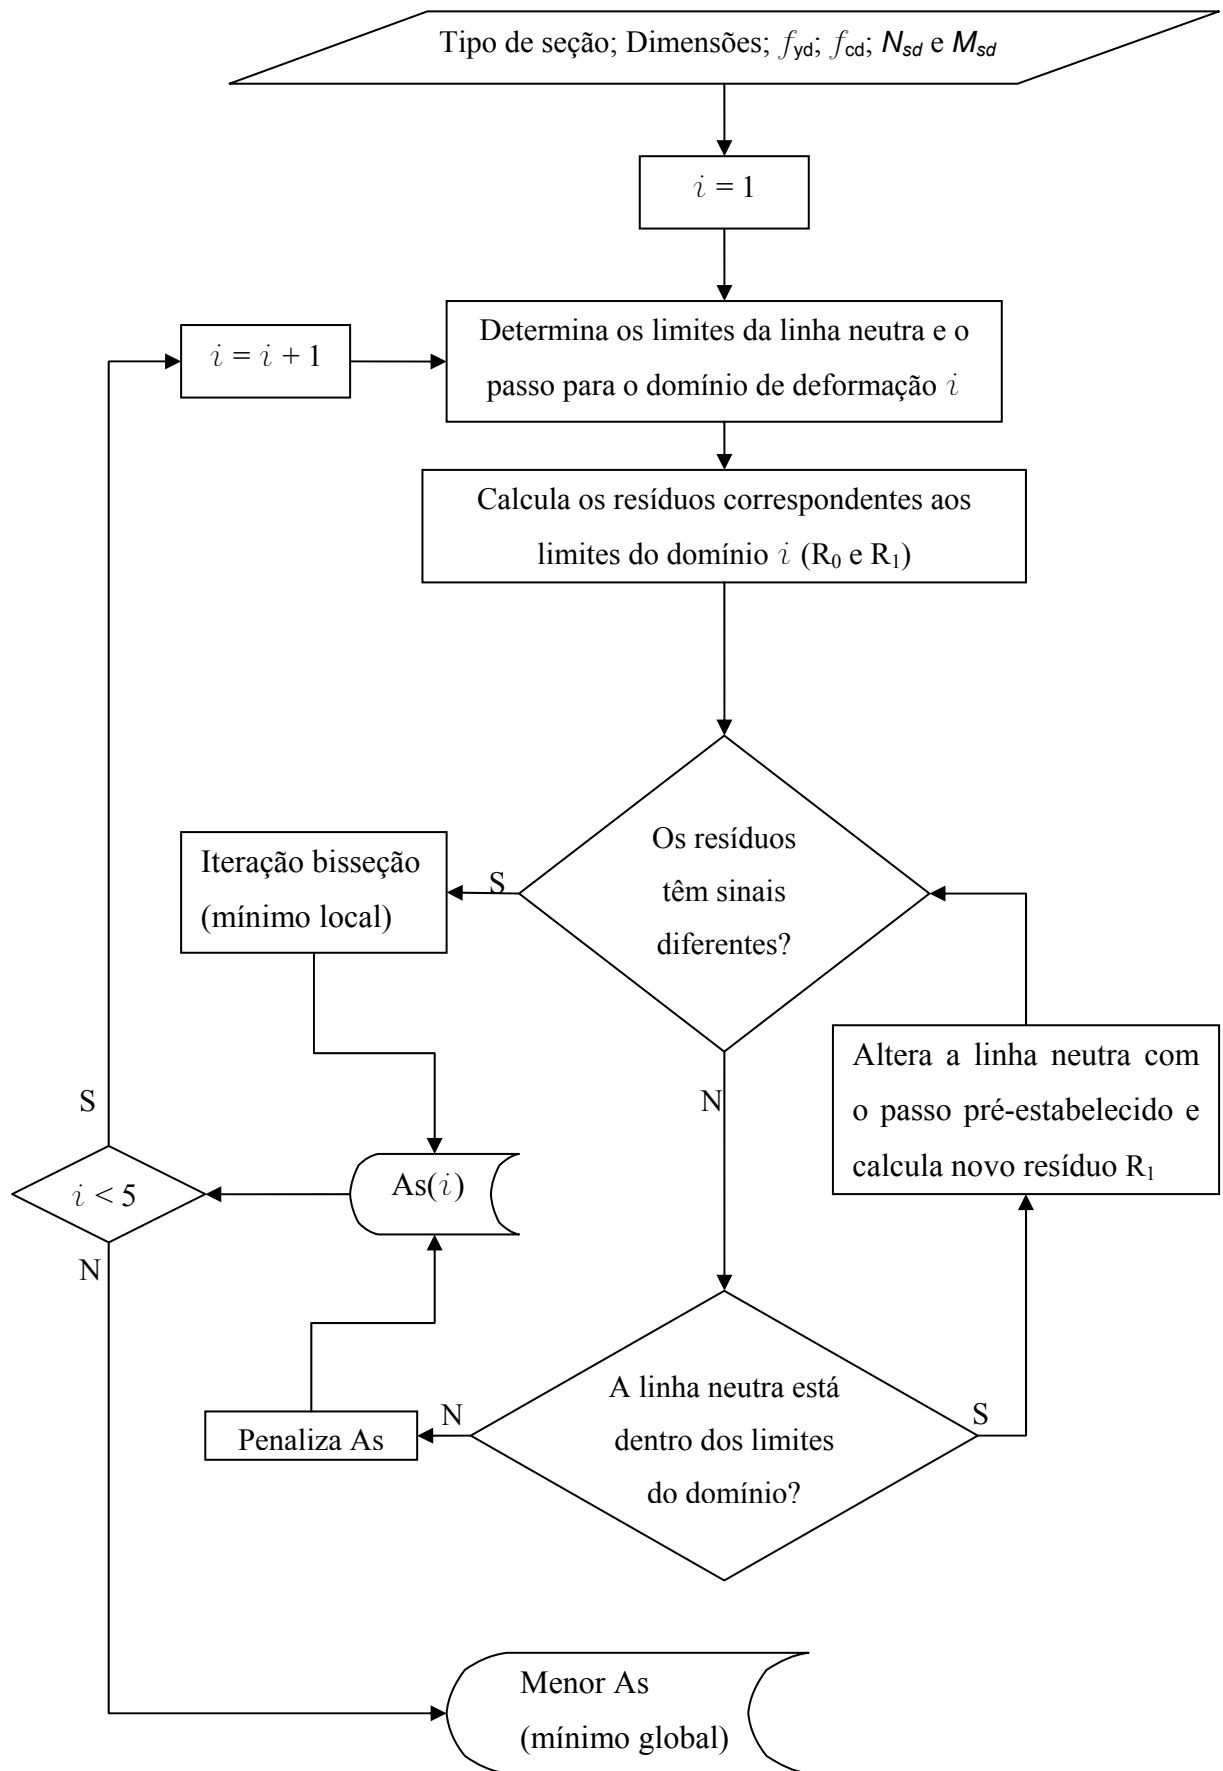 Tipo de seção; Dimensões; fyd; fcd; Nsd e Msd
i = 1
i = i + 1
Determina os limites da linha neutra e o
passo para o domínio de deformação i
Calcula os resíduos correspondentes aos
limites do domínio i (R0 e R1)
Os resíduos
têm sinais
diferentes?
S
Iteração bisseção
(mínimo local)
N
Altera a linha neutra com
o passo pré-estabelecido e
calcula novo resíduo R1
S
i < 5
N
As(i)
A linha neutra está
dentro dos limites
do domínio?
N
S
Penaliza As
Menor As
(mínimo global)